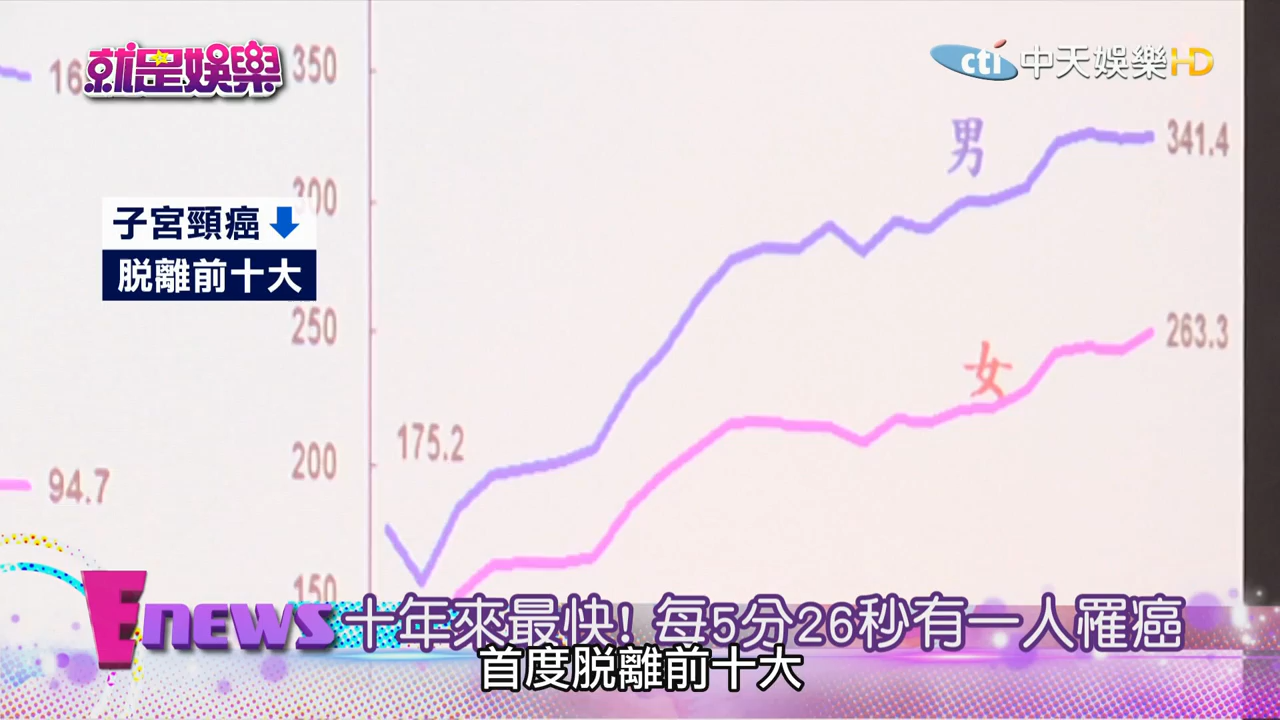 就是娛樂
cti 中天娛樂HD
16
350
300
250
200
150
男
341.4
女
263.3
175.2
94.7
子宮頸癌
脫離前十大
Enews
十年來最快! 每5分26秒有一人罹癌
首度脫離前十大